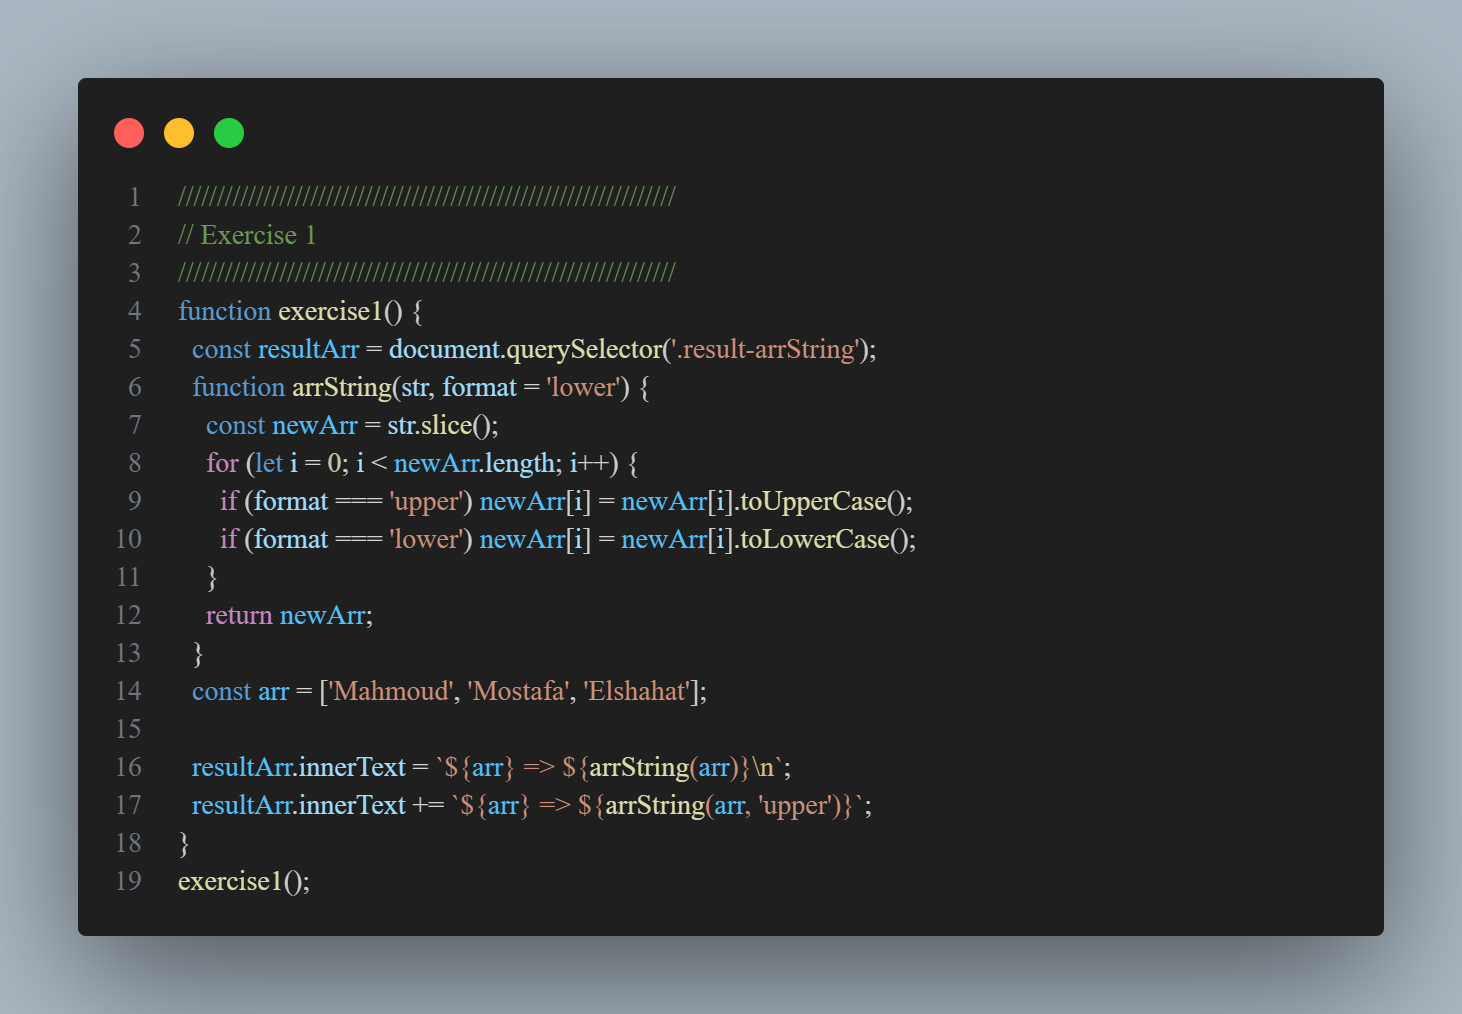 1 ////////////////////////////////////////////////////////////////
2 // Exercise 1
3 ////////////////////////////////////////////////////////////////
4 function exercise1() {
5   const resultArr = document.querySelector('.result-arrString');
6   function arrString(str, format = 'lower') {
7     const newArr = str.slice();
8     for (let i = 0; i < newArr.length; i++) {
9       if (format === 'upper') newArr[i] = newArr[i].toUpperCase();
10       if (format === 'lower') newArr[i] = newArr[i].toLowerCase();
11     }
12     return newArr;
13   }
14   const arr = ['Mahmoud', 'Mostafa', 'Elshahat'];
15
16   resultArr.innerText = `${arr} => ${arrString(arr)}\n`;
17   resultArr.innerText += `${arr} => ${arrString(arr, 'upper')}`;
18 }
19 exercise1();